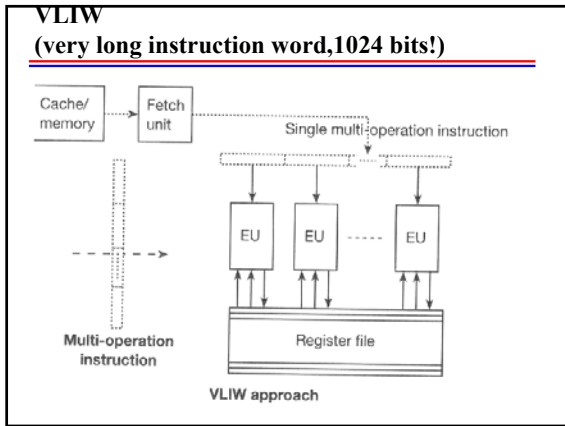 VLIW
(very long instruction word,1024 bits!)
Cache/
memory
Fetch
unit
Single multi-operation instruction
EU
EU
EU
Multi-operation
instruction
Register file
VLIW approach